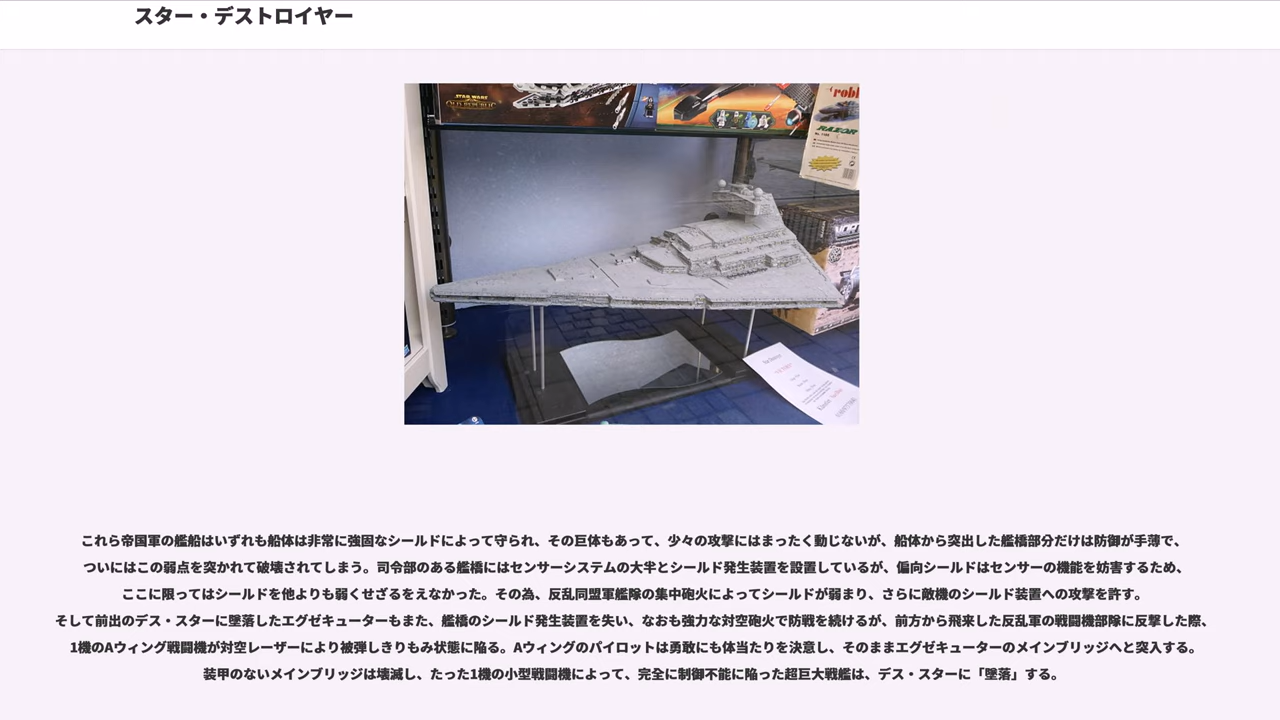 スター・デストロイヤー
STAR WARS
robb
RAZOR
VORT
これら帝国軍の艦船はいずれも船体は非常に強固なシールドによって守られ、その巨体もあって、少々の攻撃にはまったく動じないが、船体から突出した艦橋部分だけは防御が手薄で、
ついにはこの弱点を突かれて破壊されてしまう。司令部のある艦橋にはセンサーシステムの大半とシールド発生装置を設置しているが、偏向シールドはセンサーの機能を妨害するため、
ここに限ってはシールドを他よりも弱くせざるをえなかった。その為、反乱同盟軍艦隊の集中砲火によってシールドが弱まり、さらに敵機のシールド装置への攻撃を許す。
そして前出のデス・スターに墜落したエグゼキューターもまた、艦橋のシールド発生装置を失い、なおも強力な対空砲火で防戦を続けるが、前方から飛来した反乱軍の戦闘機部隊に反撃した際、
1機のAウィング戦闘機が対空レーザーにより被弾しきりもみ状態に陥る。Aウィングのパイロットは勇敢にも体当たりを決意し、そのままエグゼキューターのメインブリッジへと突入する。
装甲のないメインブリッジは壊滅し、たった1機の小型戦闘機によって、完全に制御不能に陥った超巨大戦艦は、デス・スターに「墜落」する。